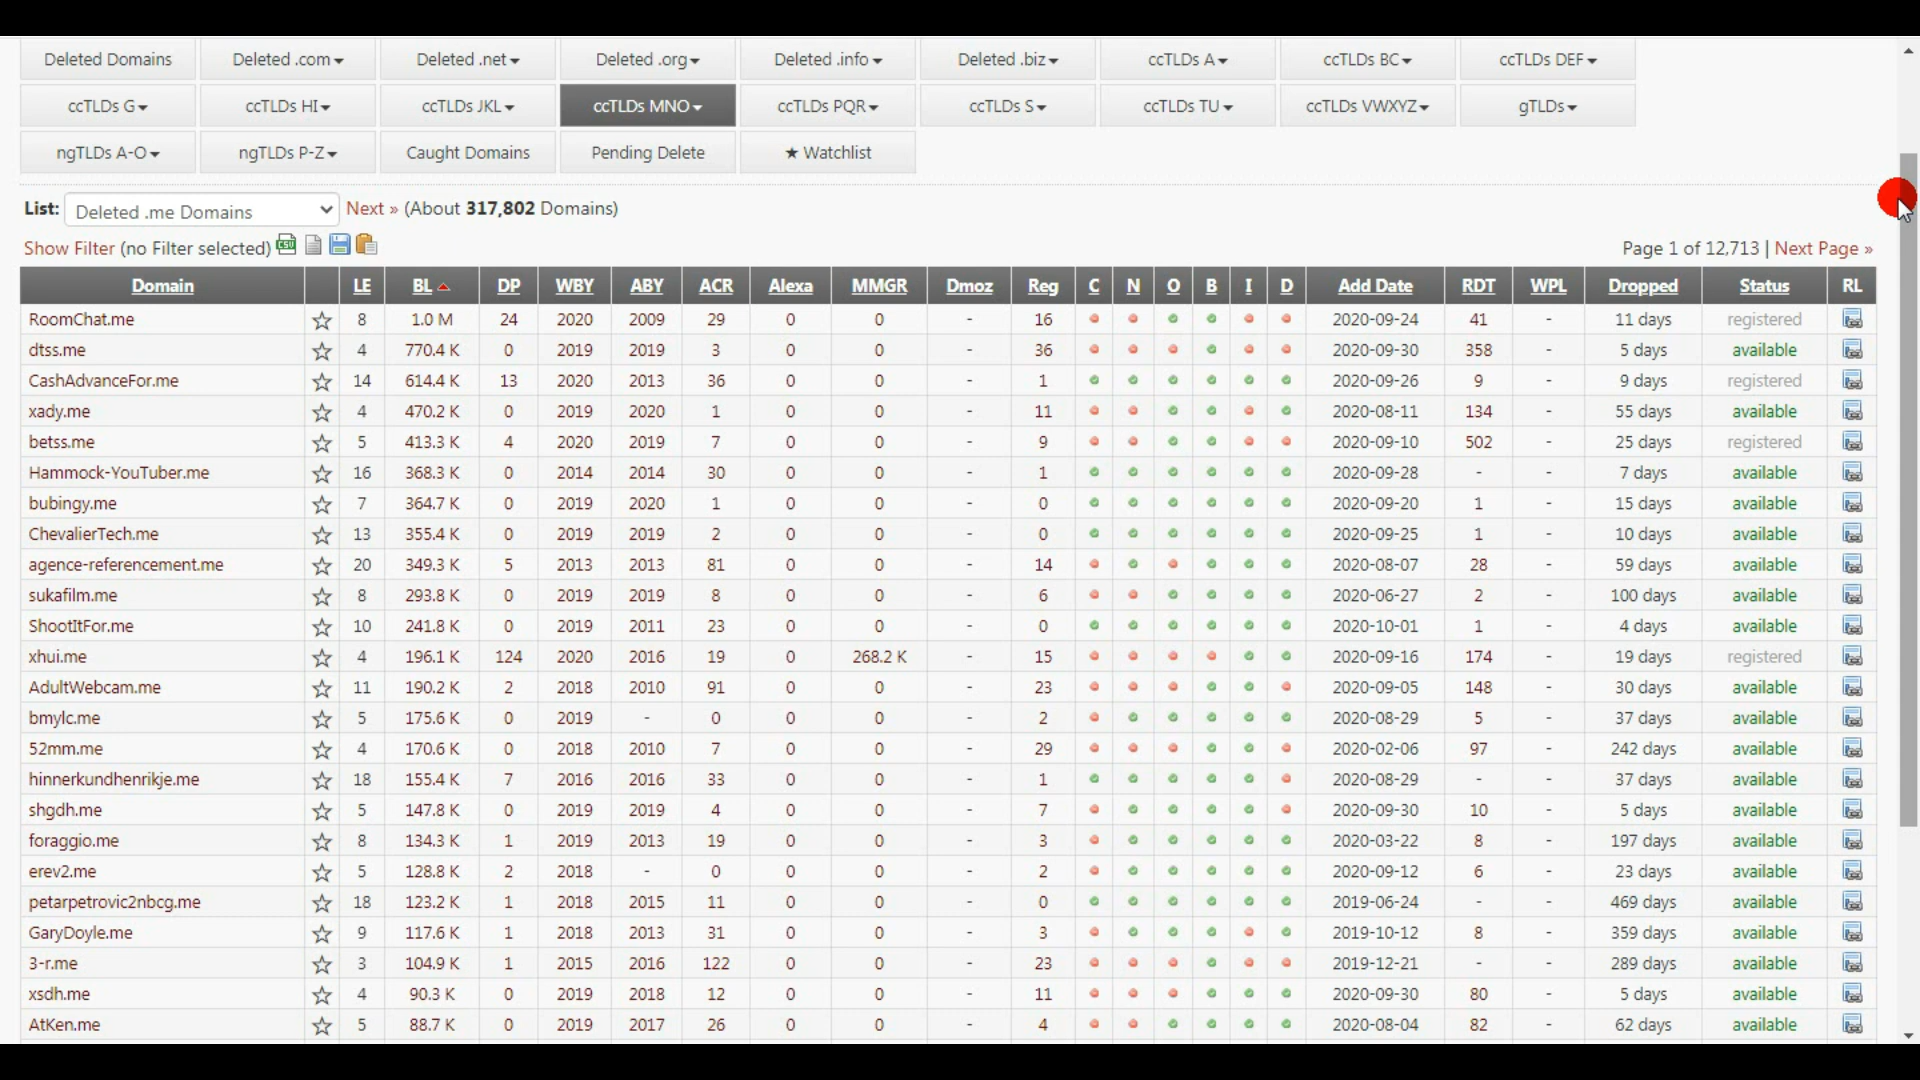 Deleted Domains Deleted .com Deleted .net Deleted .org Deleted .info Deleted .biz ccTLDs A ccTLDs BC ccTLDs DEF
ccTLDs G ccTLDs HI ccTLDs JKL ccTLDs MNO ccTLDs PQR ccTLDs S ccTLDs TU ccTLDs VWXYZ gTLDs
ngTLDs A-O ngTLDs P-Z Caught Domains Pending Delete ★ Watchlist
List: Deleted .me Domains Next » (About 317,802 Domains)
Show Filter (no Filter selected) CSV Page 1 of 12,713 | Next Page »
Domain LE BL DP WBY ABY ACR Alexa MMGR Dmoz Reg C N O B I D Add Date RDT WPL Dropped Status RL
RoomChat.me 8 1.0 M 24 2020 2009 29 0 0 - 16 2020-09-24 41 - 11 days registered
dtss.me 4 770.4 K 0 2019 2019 3 0 0 - 36 2020-09-30 358 - 5 days available
CashAdvanceFor.me 14 614.4 K 13 2020 2013 36 0 0 - 1 2020-09-26 9 - 9 days registered
xady.me 4 470.2 K 0 2019 2020 1 0 0 - 11 2020-08-11 134 - 55 days available
betss.me 5 413.3 K 4 2020 2019 7 0 0 - 9 2020-09-10 502 - 25 days registered
Hammock-YouTuber.me 16 368.3 K 0 2014 2014 30 0 0 - 1 2020-09-28 - - 7 days available
bubingy.me 7 364.7 K 0 2019 2020 1 0 0 - 0 2020-09-20 1 - 15 days available
ChevalierTech.me 13 355.4 K 0 2019 2019 2 0 0 - 0 2020-09-25 1 - 10 days available
agence-referencement.me 20 349.3 K 5 2013 2013 81 0 0 - 14 2020-08-07 28 - 59 days available
sukafilm.me 8 293.8 K 0 2019 2019 8 0 0 - 6 2020-06-27 2 - 100 days available
ShootItFor.me 10 241.8 K 0 2019 2011 23 0 0 - 0 2020-10-01 1 - 4 days available
xhui.me 4 196.1 K 124 2020 2016 19 0 268.2 K - 15 2020-09-16 174 - 19 days registered
AdultWebcam.me 11 190.2 K 2 2018 2010 91 0 0 - 23 2020-09-05 148 - 30 days available
bmylc.me 5 175.6 K 0 2019 - 0 0 0 - 2 2020-08-29 5 - 37 days available
52mm.me 4 170.6 K 0 2018 2010 7 0 0 - 29 2020-02-06 97 - 242 days available
hinnerkundhenrikje.me 18 155.4 K 7 2016 2016 33 0 0 - 1 2020-08-29 - - 37 days available
shgdh.me 5 147.8 K 0 2019 2019 4 0 0 - 7 2020-09-30 10 - 5 days available
foraggio.me 8 134.3 K 1 2019 2013 19 0 0 - 3 2020-03-22 8 - 197 days available
erev2.me 5 128.8 K 2 2018 - 0 0 0 - 2 2020-09-12 6 - 23 days available
petarpetrovic2nbcg.me 18 123.2 K 1 2018 2015 11 0 0 - 0 2019-06-24 - - 469 days available
GaryDoyle.me 9 117.6 K 1 2018 2013 31 0 0 - 3 2019-10-12 8 - 359 days available
3-r.me 3 104.9 K 1 2015 2016 122 0 0 - 23 2019-12-21 - - 289 days available
xsdh.me 4 90.3 K 0 2019 2018 12 0 0 - 11 2020-09-30 80 - 5 days available
AtKen.me 5 88.7 K 0 2019 2017 26 0 0 - 4 2020-08-04 82 - 62 days available